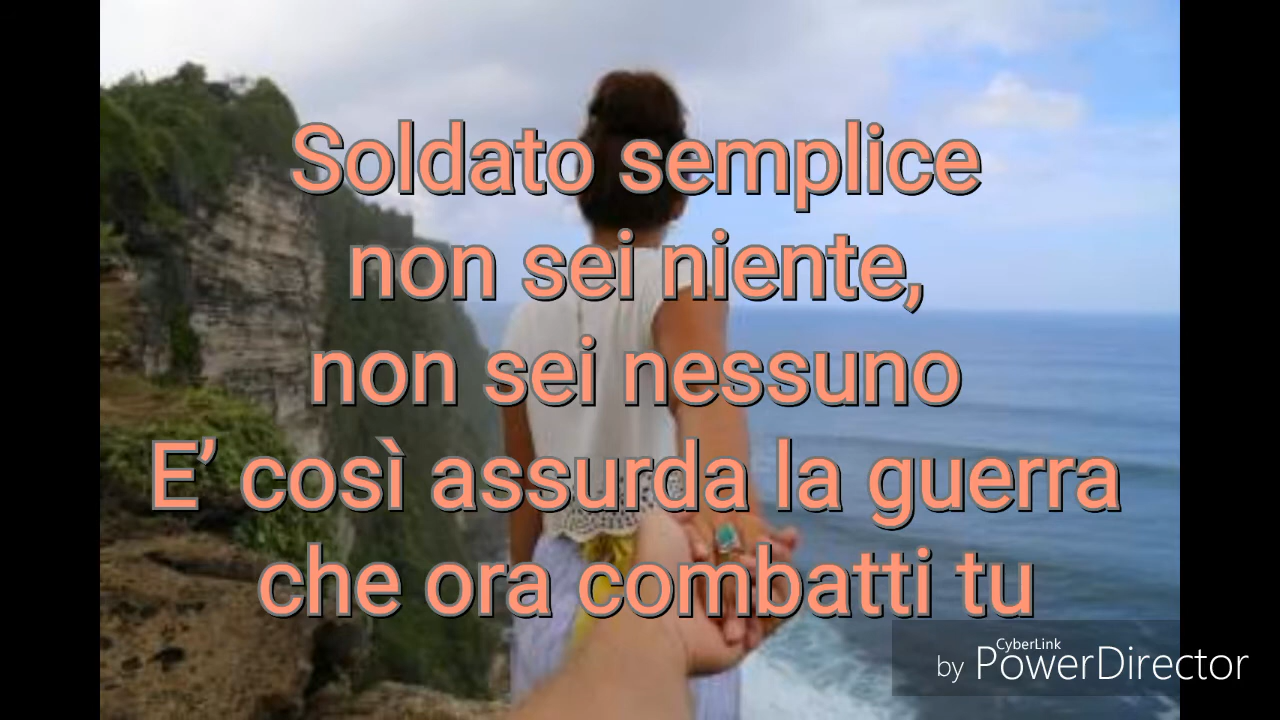 Soldato semplice
non sei niente,
non sei nessuno
E’ così assurda la guerra
che ora combatti tu
by CyberLink PowerDirector